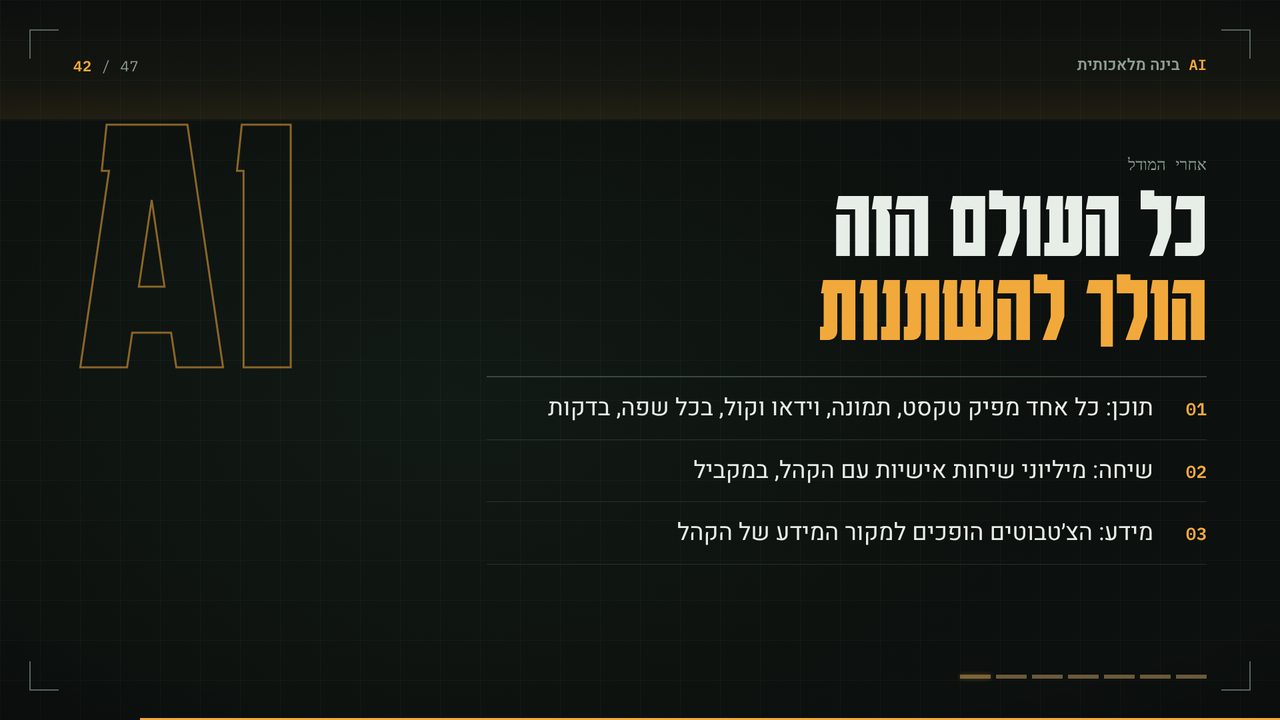 AI בינה מלאכותית
42 / 47
AI
אחרי המודל
כל העולם הזה
הולך להשתנות
01 תוכן: כל אחד מפיק טקסט, תמונה, וידאו וקול, בכל שפה, בדקות
02 שיחה: מיליוני שיחות אישיות עם הקהל, במקביל
03 מידע: הצ׳טבוטים הופכים למקור המידע של הקהל